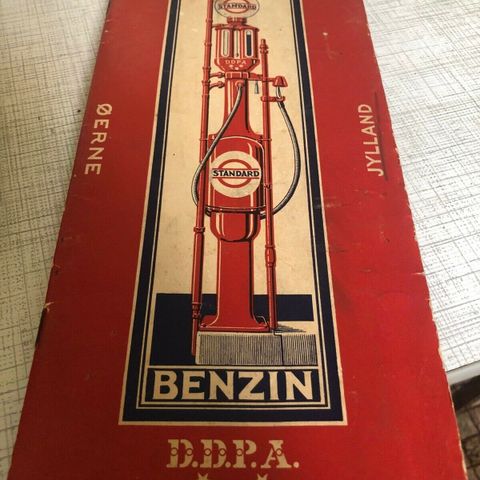 STANDARD
D.D.P.A.
STANDARD
ØERNE
JYLLAND
BENZIN
D.D.P.A.